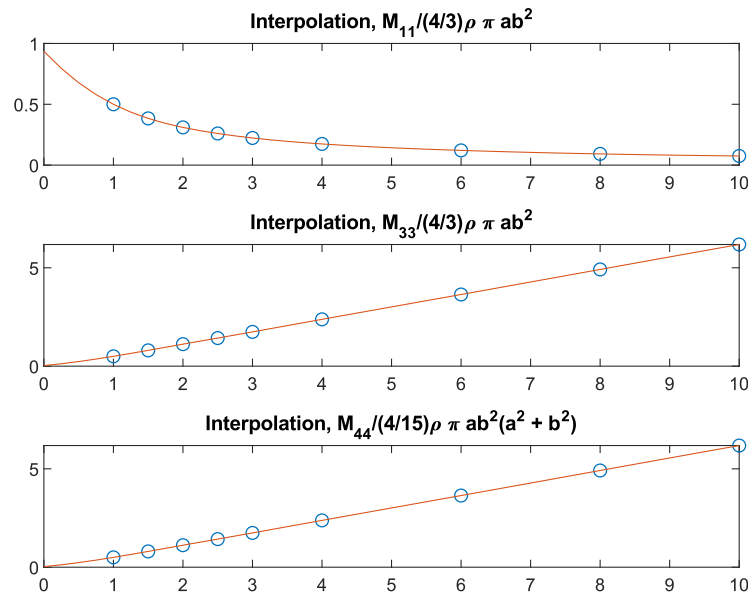 Interpolation, M₁₁/(4/3)ρ π ab²
1
0.5
0
0 1 2 3 4 5 6 7 8 9 10
Interpolation, M₃₃/(4/3)ρ π ab²
5
0
0 1 2 3 4 5 6 7 8 9 10
Interpolation, M₄₄/(4/15)ρ π ab²(a² + b²)
5
0
0 1 2 3 4 5 6 7 8 9 10